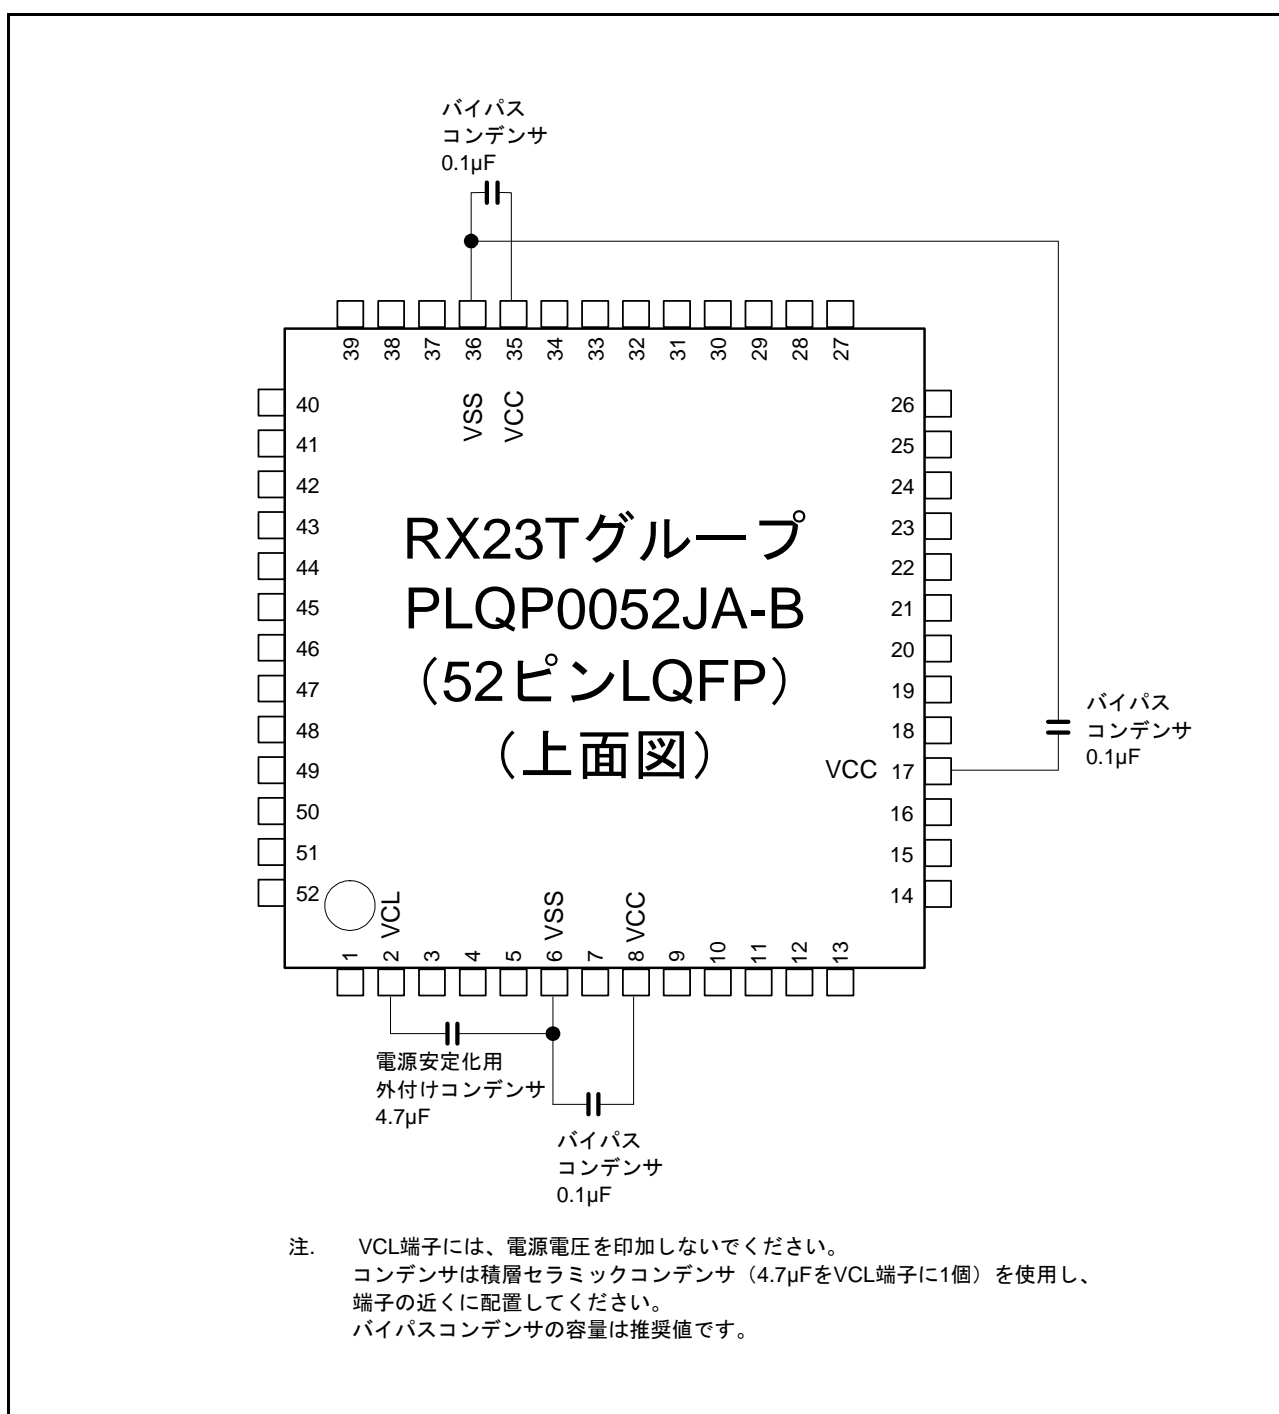 バイパス
コンデンサ
0.1µF
39
38
37
36
35
34
33
32
31
30
29
28
27
VSS
VCC
40
41
42
43
44
45
46
47
48
49
50
51
52
26
25
24
23
22
21
20
19
18
VCC 17
16
15
14
RX23Tグループ
PLQP0052JA-B
（52ピンLQFP）
（上面図）
バイパス
コンデンサ
0.1µF
VCL
VSS
VCC
1
2
3
4
5
6
7
8
9
10
11
12
13
電源安定化用
外付けコンデンサ
4.7µF
バイパス
コンデンサ
0.1µF
注. VCL端子には、電源電圧を印加しないでください。
コンデンサは積層セラミックコンデンサ（4.7µFをVCL端子に1個）を使用し、
端子の近くに配置してください。
バイパスコンデンサの容量は推奨値です。